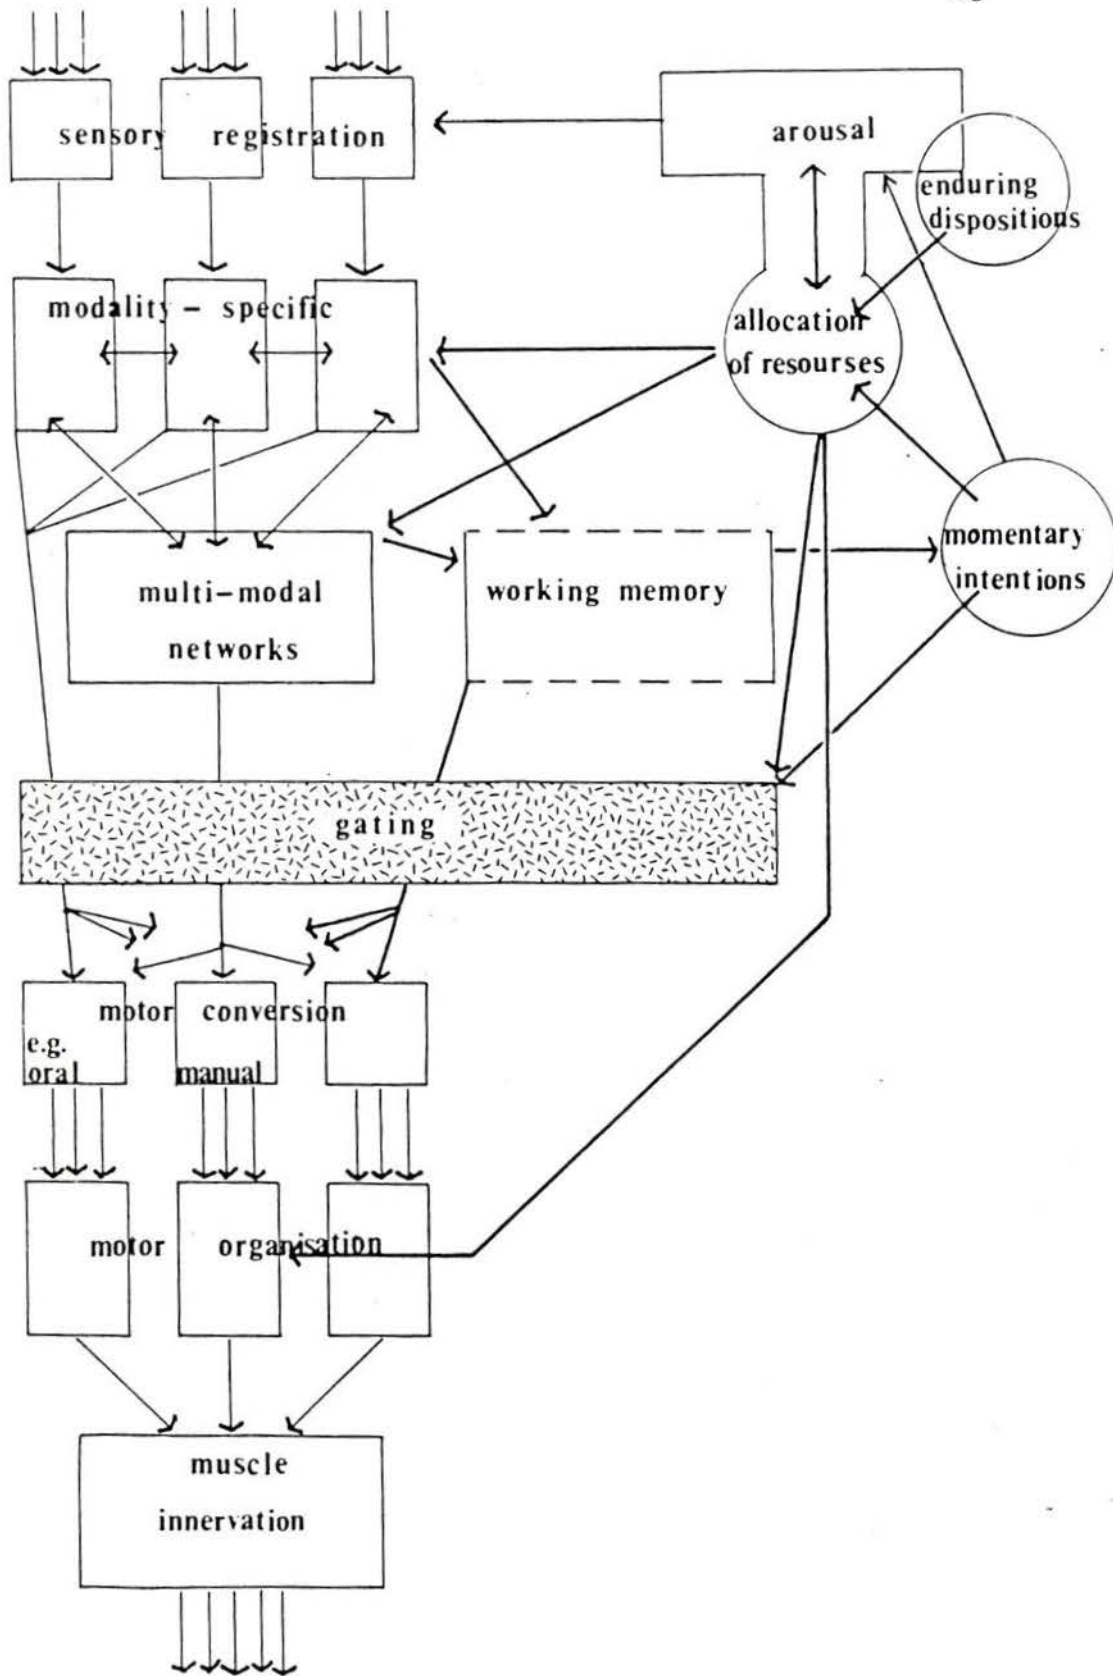 sensory registration
arousal
enduring
dispositions
modality – specific
allocation
of resourses
multi-modal
networks
working memory
momentary
intentions
gating
motor conversion
e.g.
oral
manual
motor organisation
muscle
innervation